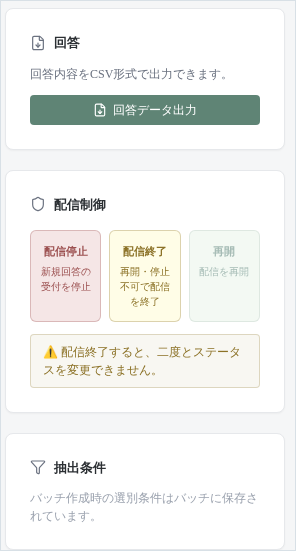 回答
回答内容をCSV形式で出力できます。
回答データ出力
配信制御
配信停止
新規回答の
受付を停止
配信終了
再開・停止
不可で配信
を終了
再開
配信を再開
⚠️ 配信終了すると、二度とステータ
スを変更できません。
抽出条件
バッチ作成時の選別条件はバッチに保存さ
れています。